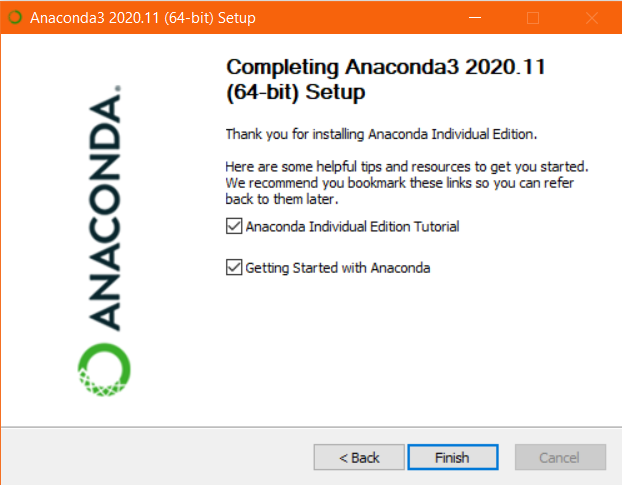 Anaconda3 2020.11 (64-bit) Setup
ANACONDA.
Completing Anaconda3 2020.11
(64-bit) Setup
Thank you for installing Anaconda Individual Edition.
Here are some helpful tips and resources to get you started.
We recommend you bookmark these links so you can refer
back to them later.
Anaconda Individual Edition Tutorial
Getting Started with Anaconda
< Back
Finish
Cancel